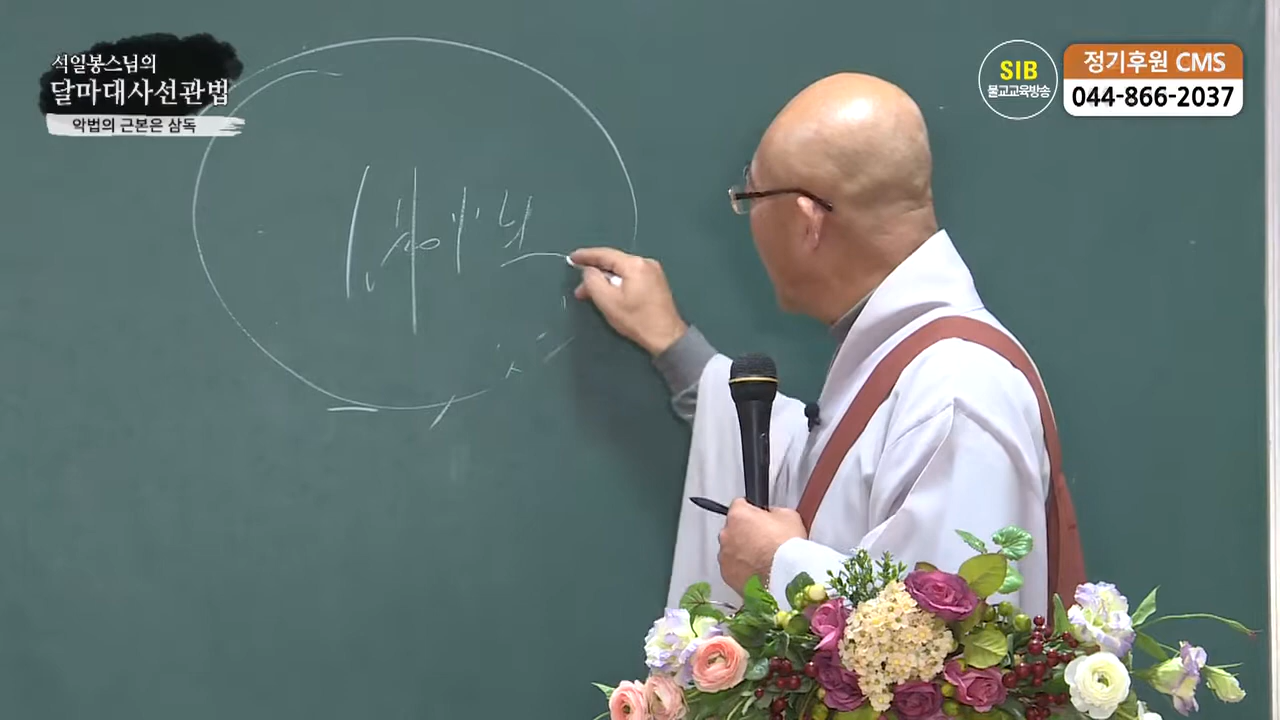 석일봉스님의
달마대사선관법
악법의 근본은 삼독
SIB
불교교육방송
정기후원 CMS
044-866-2037